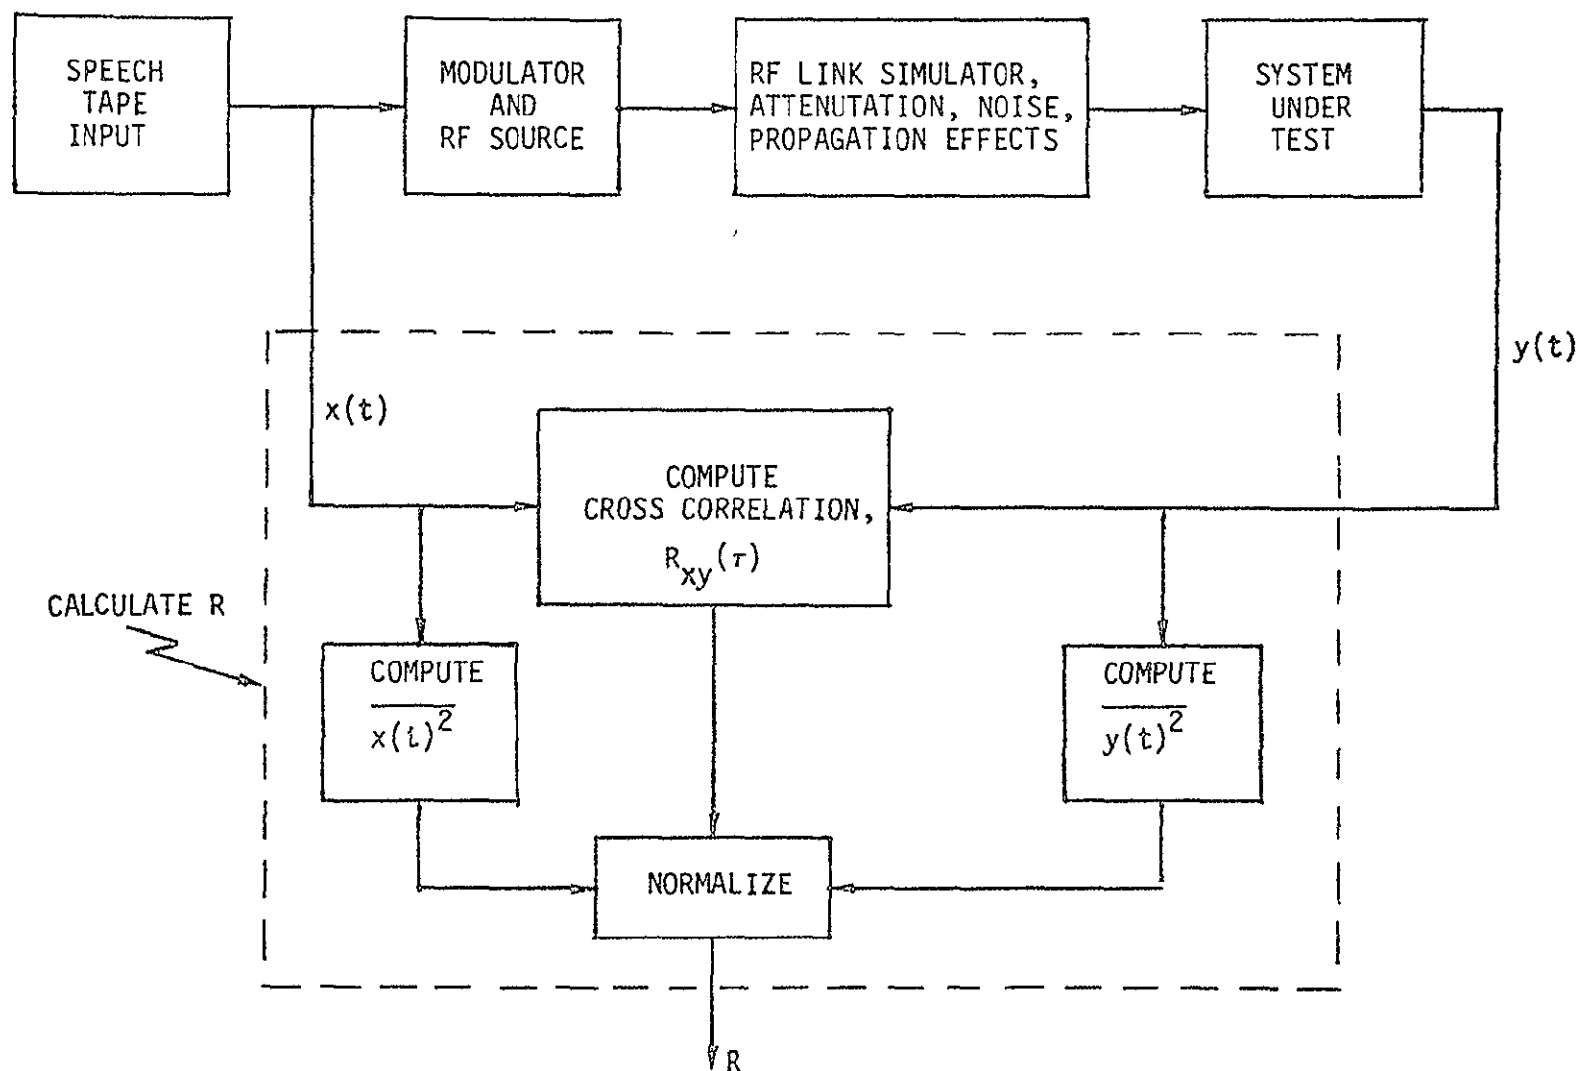 SPEECH
TAPE
INPUT
MODULATOR
AND
RF SOURCE
RF LINK SIMULATOR,
ATTENUTATION, NOISE,
PROPAGATION EFFECTS
SYSTEM
UNDER
TEST
y(t)
x(t)
COMPUTE
CROSS CORRELATION,
R_xy(τ)
CALCULATE R
COMPUTE
x(t)²
COMPUTE
y(t)²
NORMALIZE
R